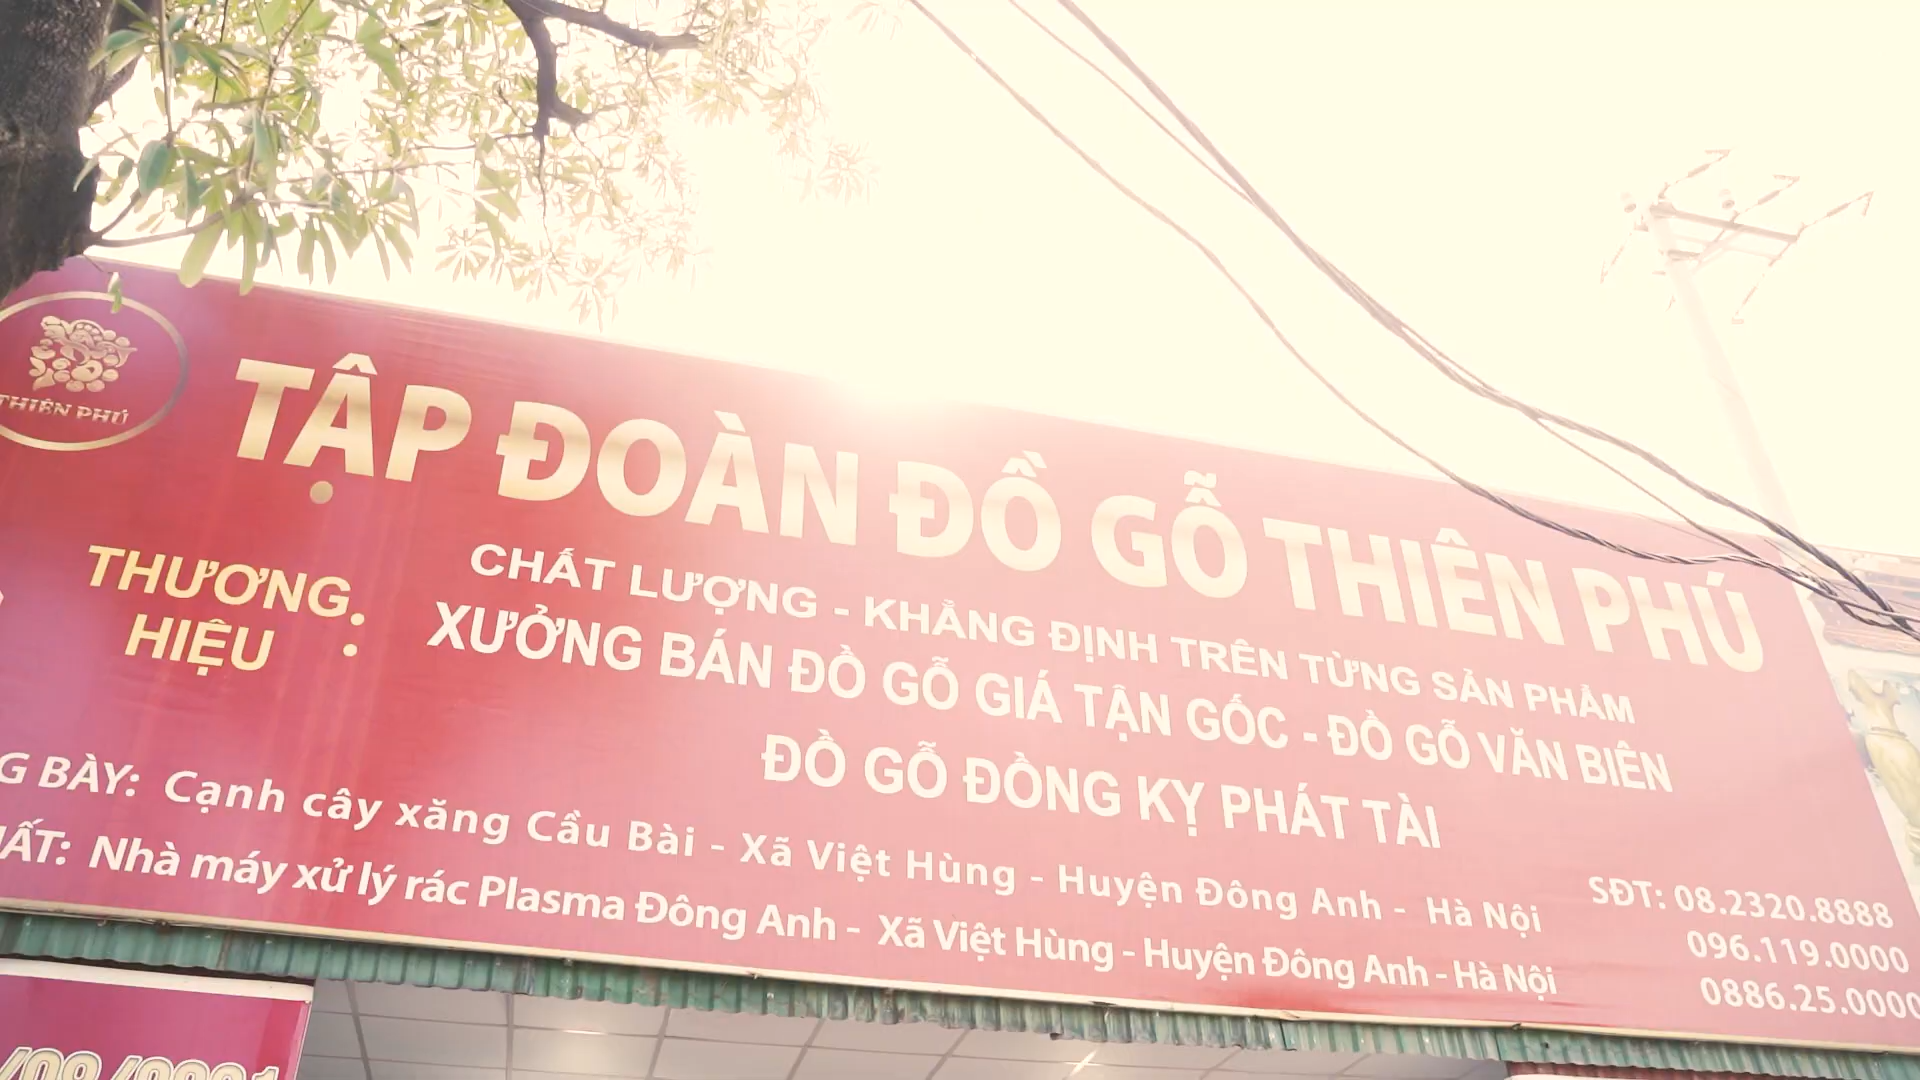 THIÊN PHÚ
TẬP ĐOÀN ĐỒ GỖ THIÊN PHÚ
THƯƠNG HIỆU :
CHẤT LƯỢNG - KHẲNG ĐỊNH TRÊN TỪNG SẢN PHẨM
XƯỞNG BÁN ĐỒ GỖ GIÁ TẬN GỐC - ĐỒ GỖ VĂN BIÊN
ĐỒ GỖ ĐỒNG KỴ PHÁT TÀI
BÀY: Cạnh cây xăng Cầu Bài - Xã Việt Hùng - Huyện Đông Anh - Hà Nội
Nhà máy xử lý rác Plasma Đông Anh - Xã Việt Hùng - Huyện Đông Anh - Hà Nội
SĐT: 08.2320.8888
096.119.0000
0886.25.0000